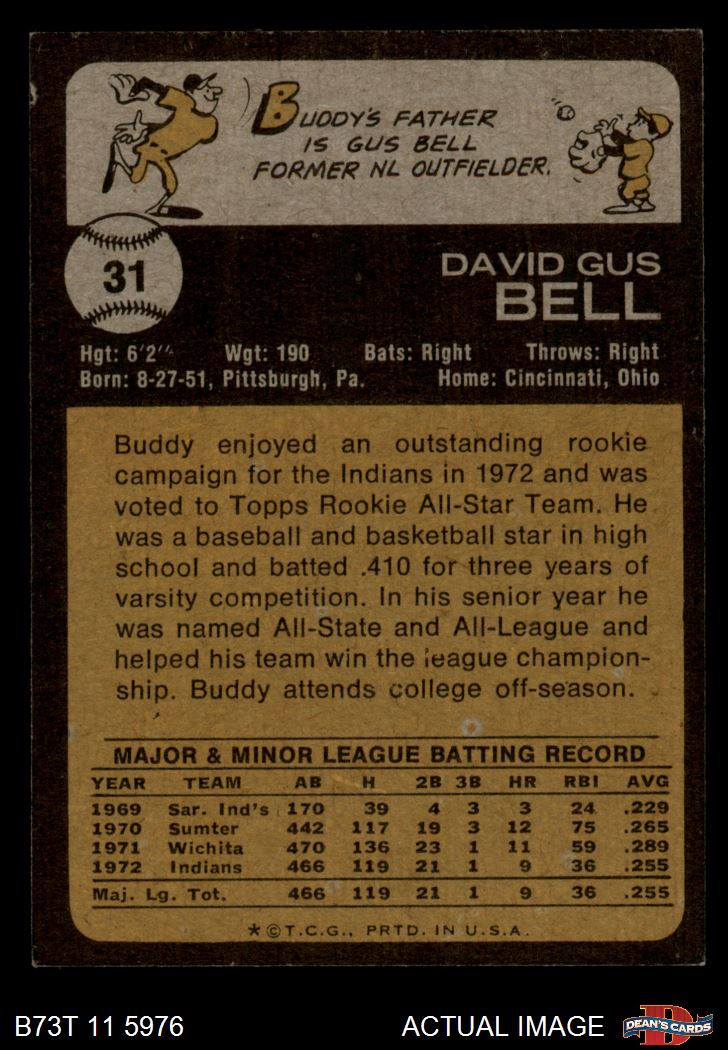 BUDDY'S FATHER
IS GUS BELL
FORMER NL OUTFIELDER.
31
DAVID GUS
BELL
Hgt: 6'2" Wgt: 190 Bats: Right Throws: Right
Born: 8-27-51, Pittsburgh, Pa. Home: Cincinnati, Ohio
Buddy enjoyed an outstanding rookie
campaign for the Indians in 1972 and was
voted to Topps Rookie All-Star Team. He
was a baseball and basketball star in high
school and batted .410 for three years of
varsity competition. In his senior year he
was named All-State and All-League and
helped his team win the league champion-
ship. Buddy attends college off-season.
MAJOR & MINOR LEAGUE BATTING RECORD
YEAR TEAM AB H 2B 3B HR RBI AVG
1969 Sar. Ind's 170 39 4 3 3 24 .229
1970 Sumter 442 117 19 3 12 75 .265
1971 Wichita 470 136 23 1 11 59 .289
1972 Indians 466 119 21 1 9 36 .255
Maj. Lg. Tot. 466 119 21 1 9 36 .255
*©T.C.G., PRTD. IN U.S.A.
B73T 11 5976 ACTUAL IMAGE D DEAN'S CARDS